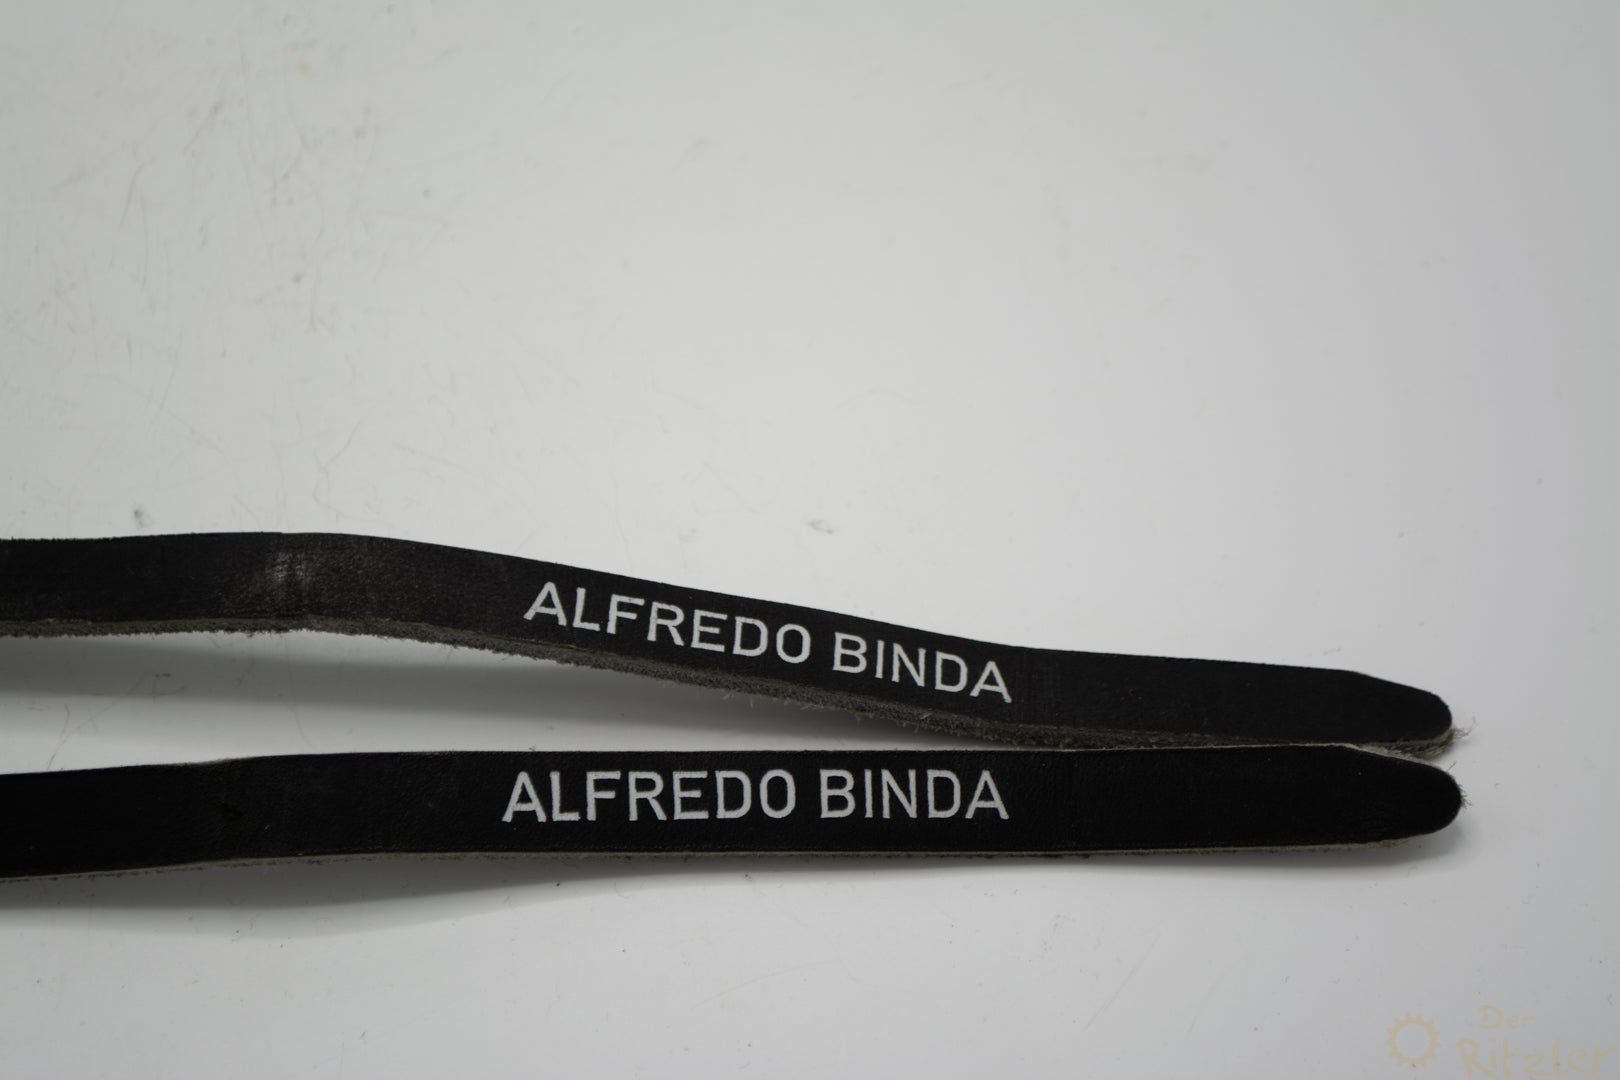 ALFREDO BINDA
ALFREDO BINDA
Der
Ritzler